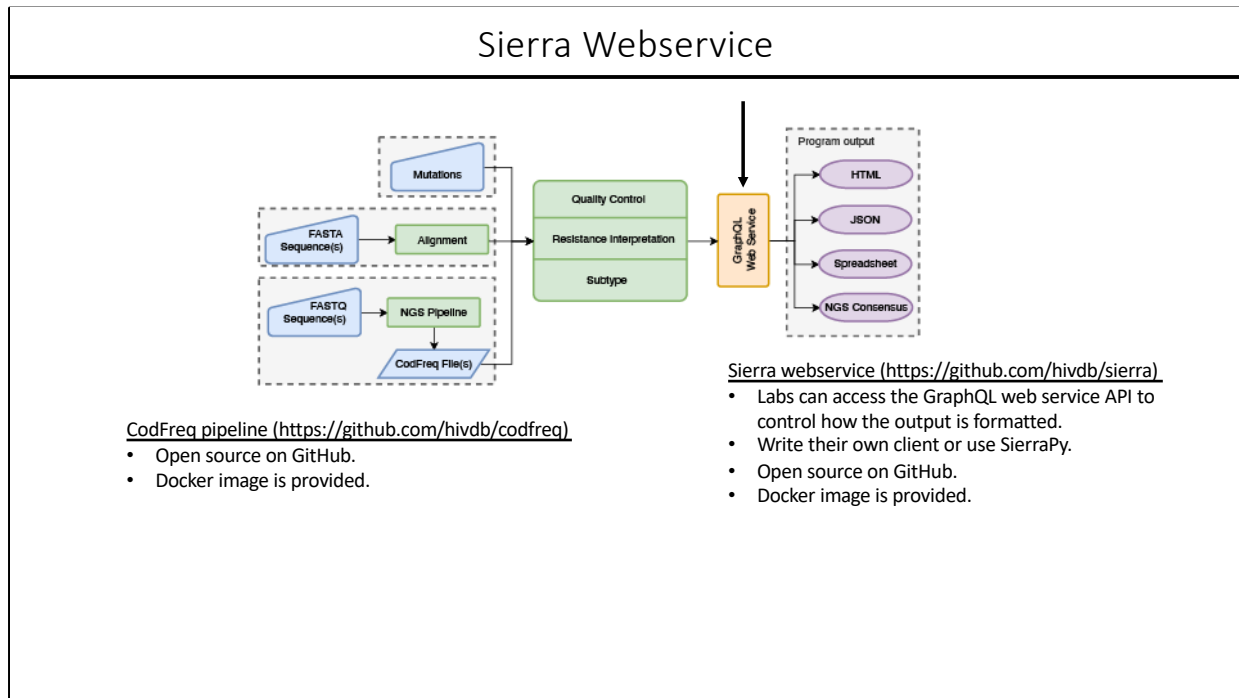 Sierra Webservice
Mutations
FASTA
Sequence(s)
Alignment
FASTQ
Sequence(s)
NGS Pipeline
CodFreq File(s)
Quality Control
Resistance Interpretation
Subtype
GraphQL
Web Service
Program output
HTML
JSON
Spreadsheet
NGS Consensus
CodFreq pipeline (https://github.com/hivdb/codfreq)
• Open source on GitHub.
• Docker image is provided.
Sierra webservice (https://github.com/hivdb/sierra)
• Labs can access the GraphQL web service API to
control how the output is formatted.
• Write their own client or use SierraPy.
• Open source on GitHub.
• Docker image is provided.